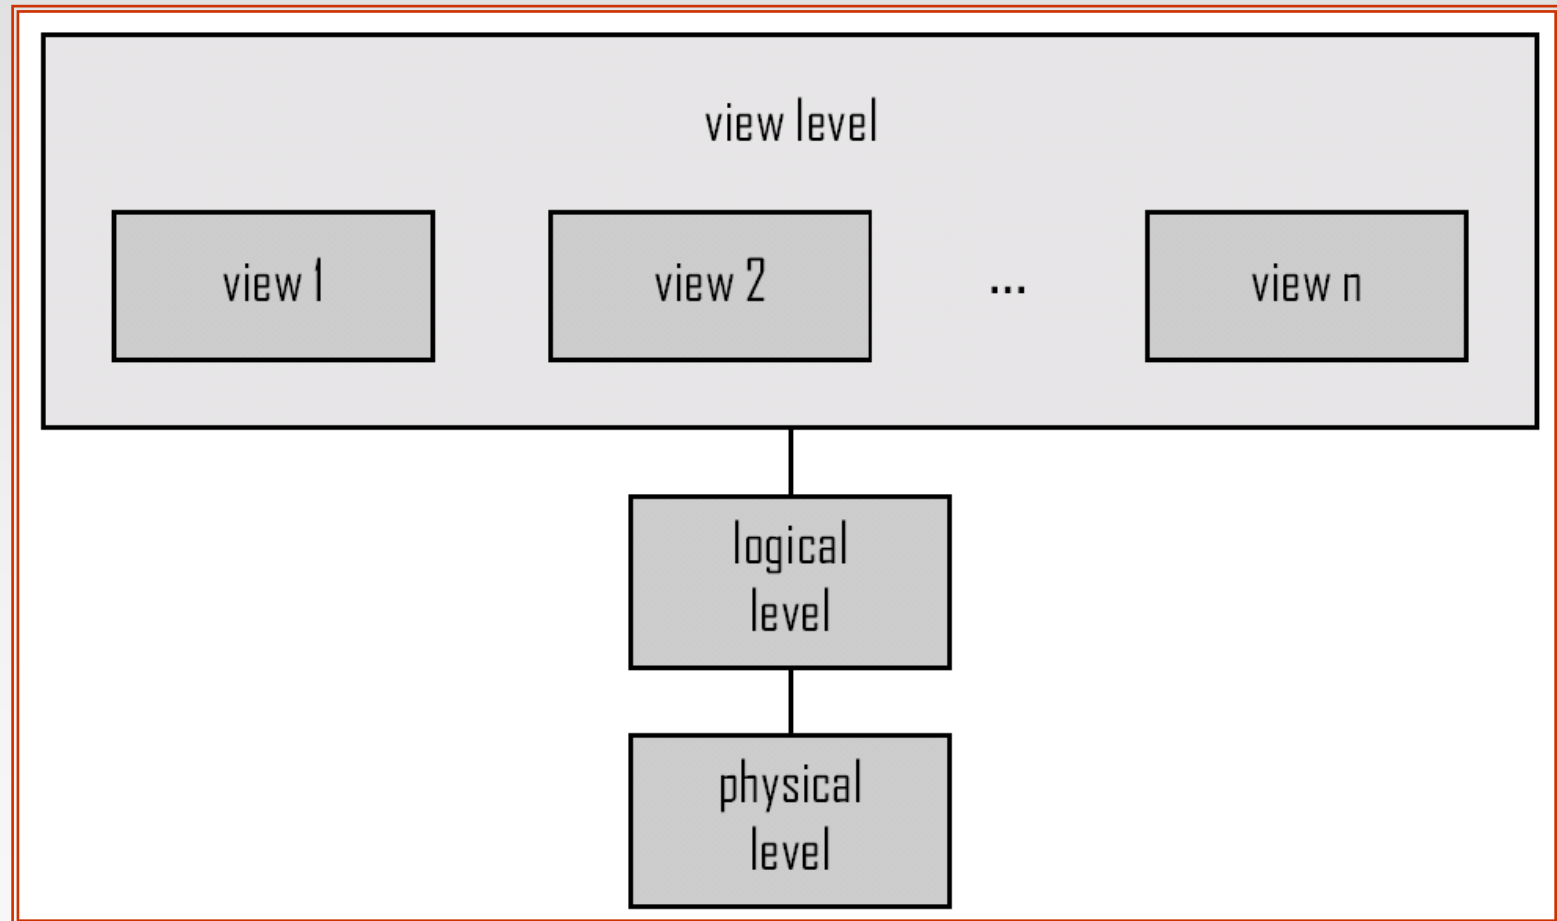 view level
view 1
view 2
...
view n
logical
level
physical
level